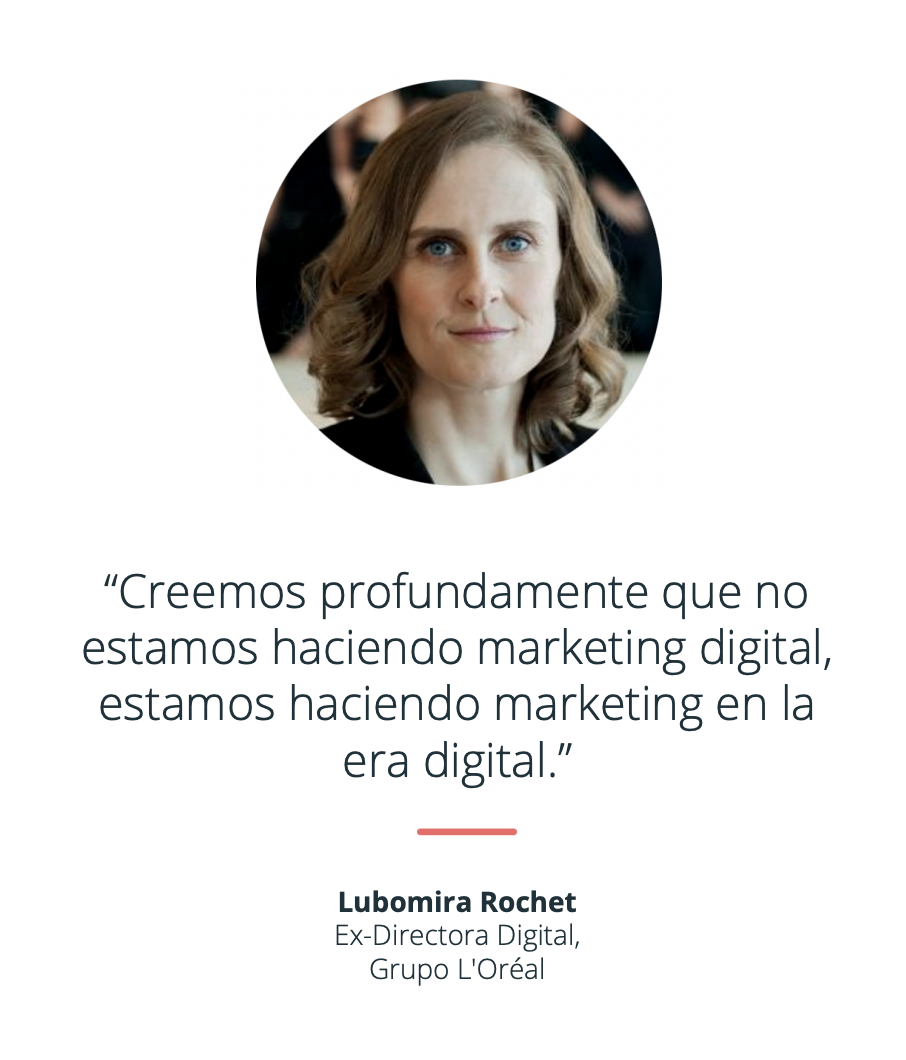 “Creemos profundamente que no
estamos haciendo marketing digital,
estamos haciendo marketing en la
era digital.”
Lubomira Rochet
Ex-Directora Digital,
Grupo L'Oréal